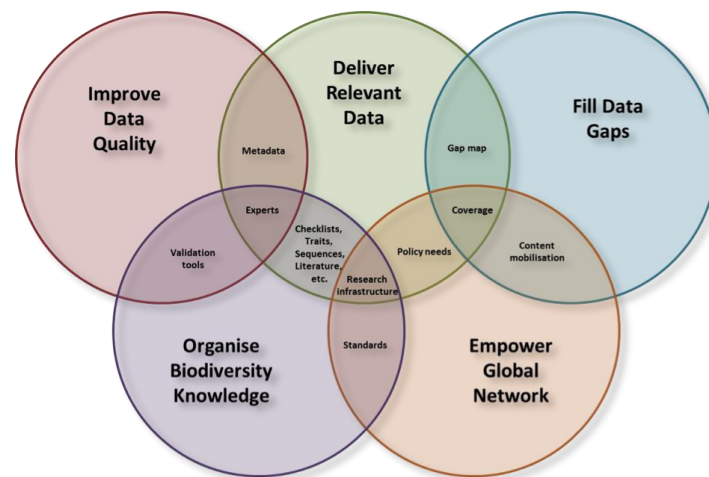 Improve
Data
Quality
Deliver
Relevant
Data
Fill Data
Gaps
Metadata
Gap map
Experts
Coverage
Checklists,
Traits,
Sequences,
Literature,
etc.
Validation
tools
Policy needs
Content
mobilisation
Research
infrastructure
Standards
Organise
Biodiversity
Knowledge
Empower
Global
Network